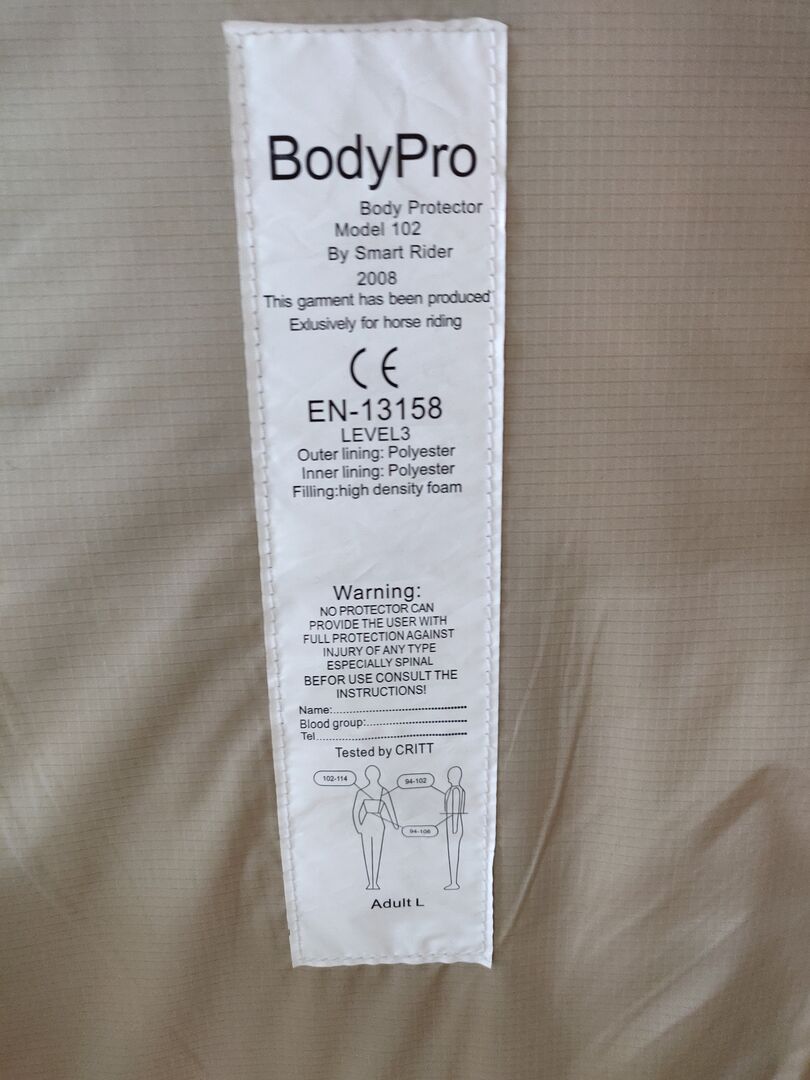 BodyPro
Body Protector
Model 102
By Smart Rider
2008
This garment has been produced
Exlusively for horse riding
CE
EN-13158
LEVEL3
Outer lining: Polyester
Inner lining: Polyester
Filling:high density foam
Warning:
NO PROTECTOR CAN
PROVIDE THE USER WITH
FULL PROTECTION AGAINST
INJURY OF ANY TYPE
ESPECIALLY SPINAL
BEFOR USE CONSULT THE
INSTRUCTIONS!
Name:
Blood group:
Tel
Tested by CRITT
102-114 94-102
94-106
Adult L